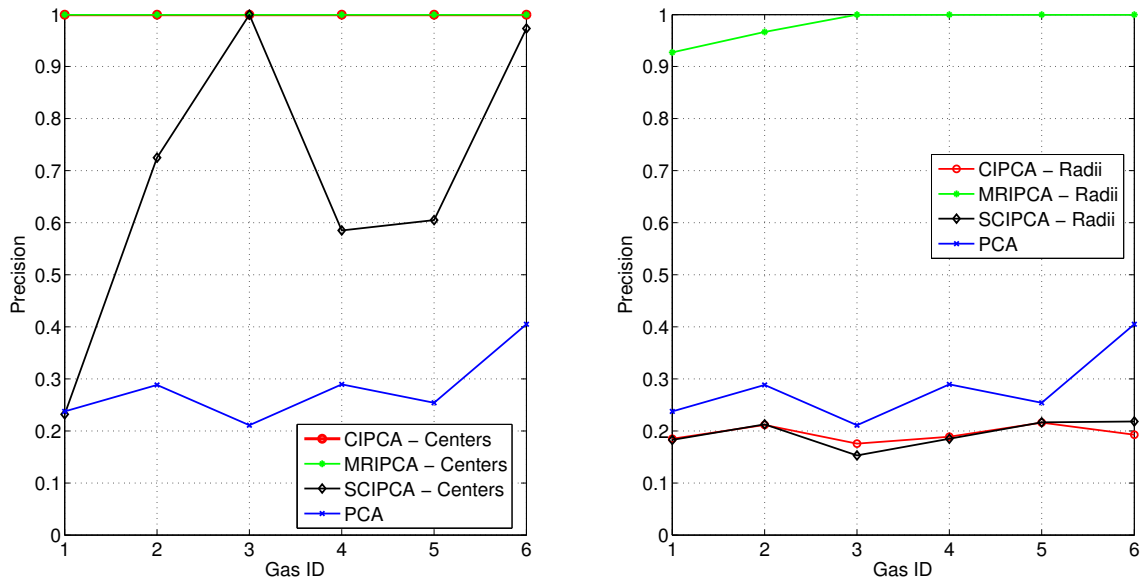 1
0.9
0.8
0.7
0.6
0.5
0.4
0.3
0.2
0.1
0
Precision
1 2 3 4 5 6
Gas ID
CIPCA – Centers
MRIPCA – Centers
SCIPCA – Centers
PCA
1
0.9
0.8
0.7
0.6
0.5
0.4
0.3
0.2
0.1
0
Precision
1 2 3 4 5 6
Gas ID
CIPCA – Radii
MRIPCA – Radii
SCIPCA – Radii
PCA